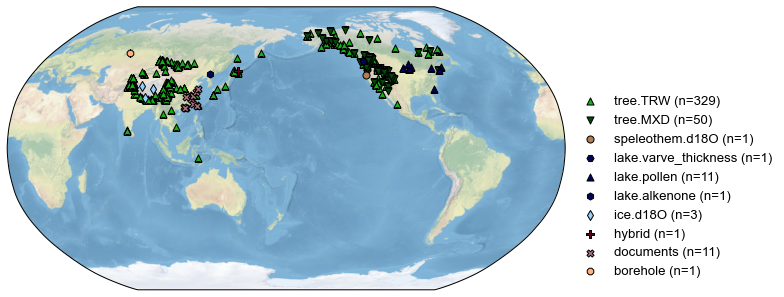 tree.TRW (n=329)
tree.MXD (n=50)
speleothem.d18O (n=1)
lake.varve_thickness (n=1)
lake.pollen (n=11)
lake.alkenone (n=1)
ice.d18O (n=3)
hybrid (n=1)
documents (n=11)
borehole (n=1)